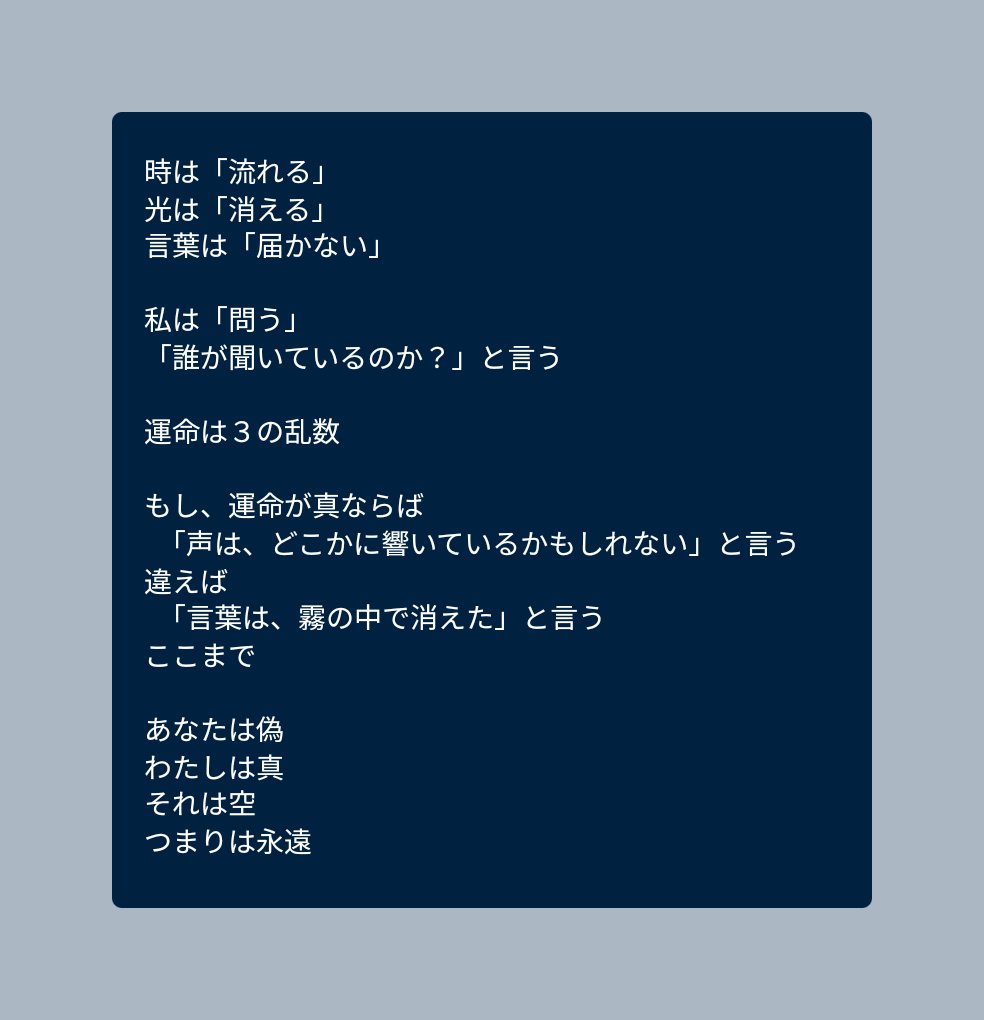 時は「流れる」
光は「消える」
言葉は「届かない」
私は「問う」
「誰が聞いているのか？」と言う
運命は３の乱数
もし、運命が真ならば
「声は、どこかに響いているかもしれない」と言う
違えば
「言葉は、霧の中で消えた」と言う
ここまで
あなたは偽
わたしは真
それは空
つまりは永遠